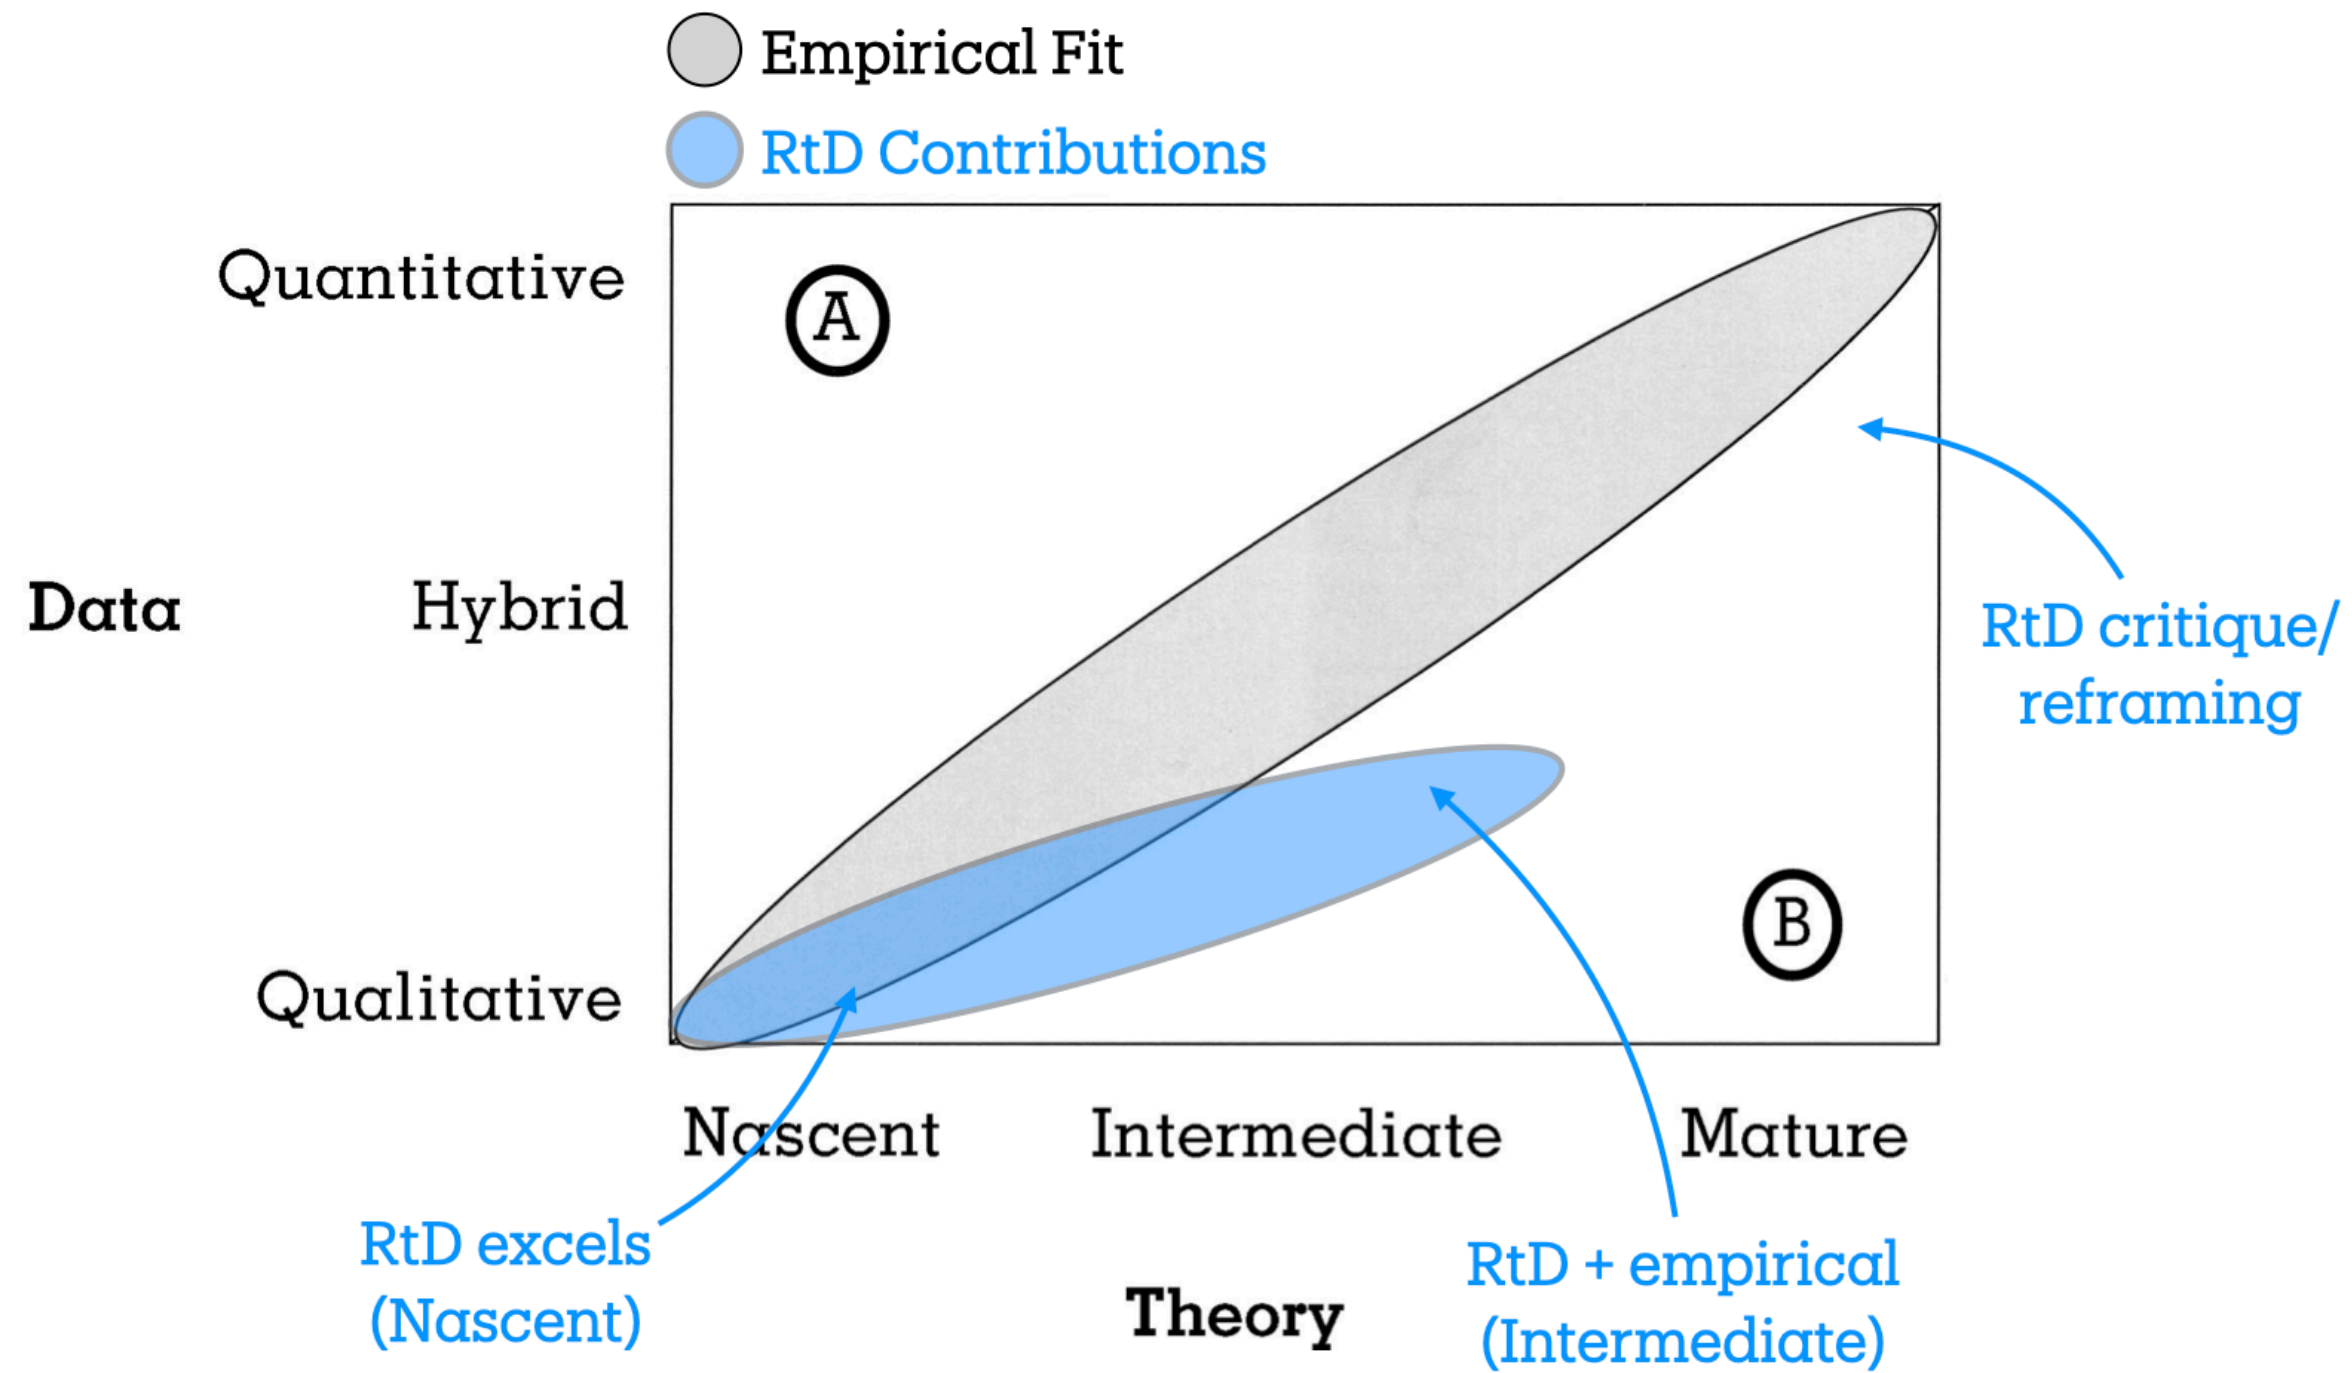 Empirical Fit
RtD Contributions
Quantitative
A
Data
Hybrid
RtD critique/
reframing
B
Qualitative
Nascent
Intermediate
Mature
RtD excels
(Nascent)
Theory
RtD + empirical
(Intermediate)